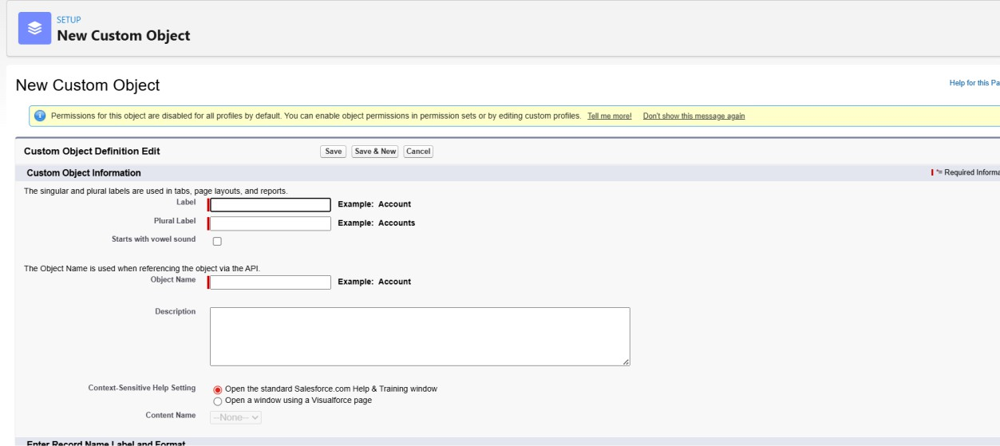 SETUP
New Custom Object
New Custom Object
Help for this Pa
Permissions for this object are disabled for all profiles by default. You can enable object permissions in permission sets or by editing custom profiles. Tell me more! Don't show this message again
Custom Object Definition Edit Save Save & New Cancel
Custom Object Information
*= Required Informa
The singular and plural labels are used in tabs, page layouts, and reports.
Label Example: Account
Plural Label Example: Accounts
Starts with vowel sound
The Object Name is used when referencing the object via the API.
Object Name Example: Account
Description
Context-Sensitive Help Setting Open the standard Salesforce.com Help & Training window
Open a window using a Visualforce page
Content Name --None--
Enter Record Name Label and Format